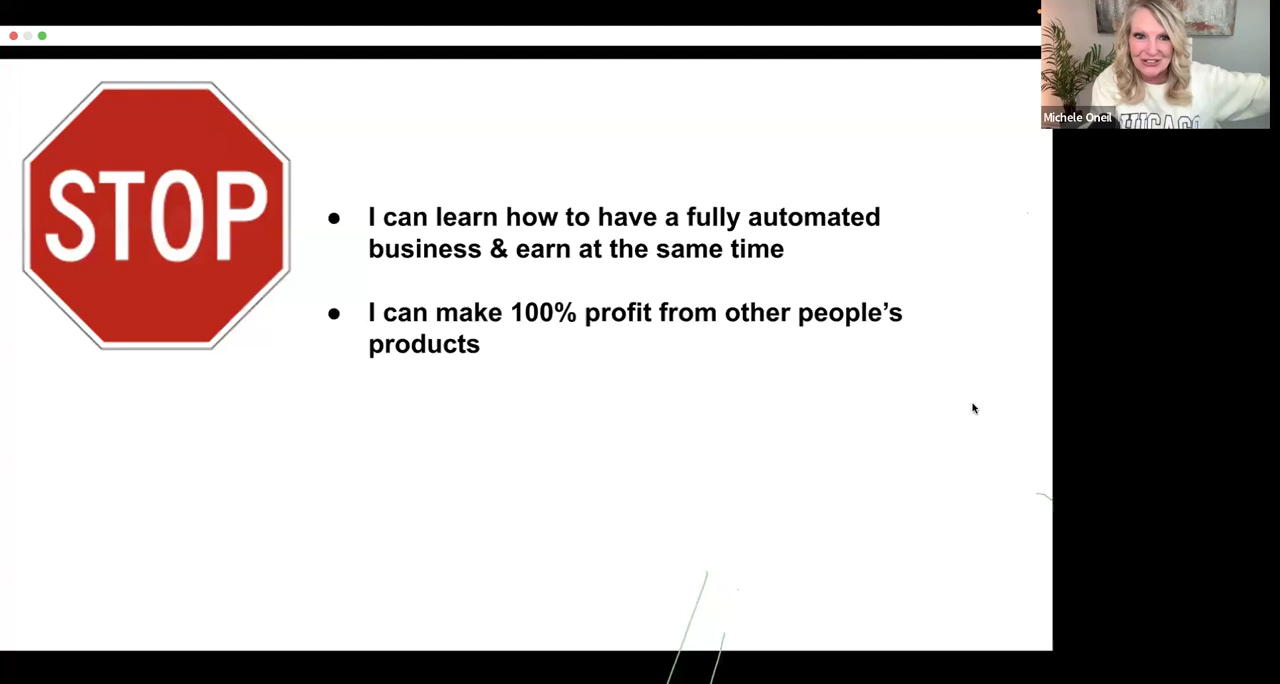 STOP
● I can learn how to have a fully automated
business & earn at the same time
● I can make 100% profit from other people’s
products
Michele Oneil
CHICAGO